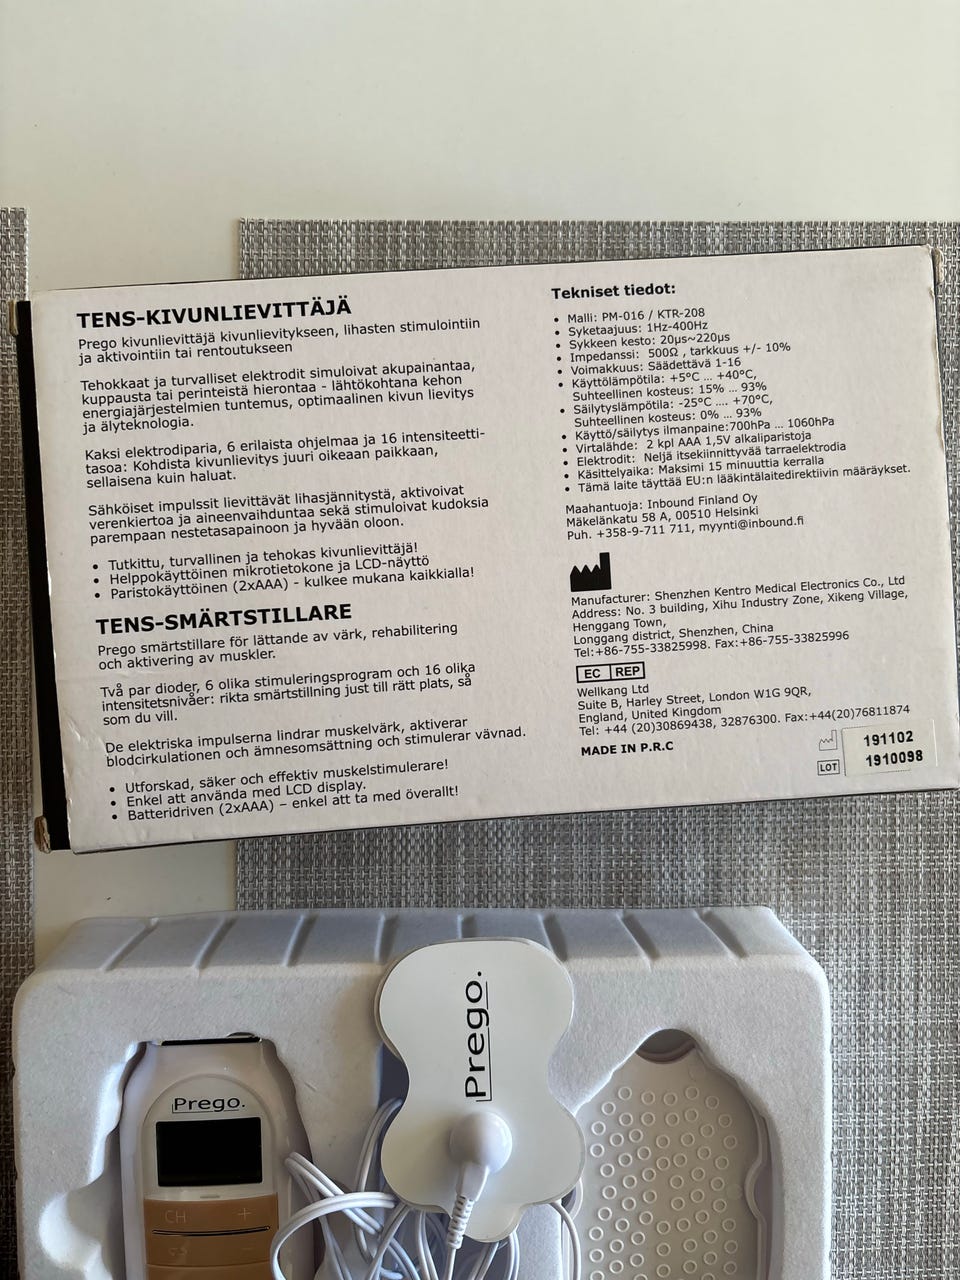 TENS-KIVUNLIEVITTÄJÄ
Prego kivunlievittäjä kivunlievitykseen, lihasten stimulointiin
ja aktivointiin tai rentoutukseen
Tehokkaat ja turvalliset elektrodit simuloivat akupainantaa,
kuppausta tai perinteistä hierontaa - lähtökohtana kehon
energiajärjestelmien tuntemus, optimaalinen kivun lievitys
ja älyteknologia.
Kaksi elektrodiparia, 6 erilaista ohjelmaa ja 16 intensiteetti-
tasoa: Kohdista kivunlievitys juuri oikeaan paikkaan,
sellaisena kuin haluat.
Sähköiset impulssit lievittävät lihasjännitystä, aktivoivat
verenkiertoa ja aineenvaihduntaa sekä stimuloivat kudoksia
parempaan nestetasapainoon ja hyvään oloon.
• Tutkittu, turvallinen ja tehokas kivunlievittäjä!
• Helppokäyttöinen mikrotietokone ja LCD-näyttö
• Paristokäyttöinen (2xAAA) - kulkee mukana kaikkialla!
TENS-SMÄRTSTILLARE
Prego smärtstillare för lättande av värk, rehabilitering
och aktivering av muskler.
Två par dioder, 6 olika stimuleringsprogram och 16 olika
intensitetsnivåer: rikta smärtstillning just till rätt plats, så
som du vill.
De elektriska impulserna lindrar muskelvärk, aktiverar
blodcirkulationen och ämnesomsättning och stimulerar vävnad.
• Utforskad, säker och effektiv muskelstimulerare!
• Enkel att använda med LCD display.
• Batteridriven (2xAAA) – enkel att ta med överallt!
Tekniset tiedot:
• Malli: PM-016 / KTR-208
• Syketaajuus: 1Hz-400Hz
• Sykkeen kesto: 20µs~220µs
• Impedanssi: 500Ω , tarkkuus +/- 10%
• Voimakkuus: Säädettävä 1-16
• Käyttölämpötila: +5°C ... +40°C,
Suhteellinen kosteus: 15% ... 93%
• Säilytyslämpötila: -25°C .... +70°C,
Suhteellinen kosteus: 0% ... 93%
• Käyttö/säilytys ilmanpaine:700hPa ... 1060hPa
• Virtalähde: 2 kpl AAA 1,5V alkaliparistoja
• Elektrodit: Neljä itsekiinnittyvää tarraelektrodia
• Käsittelyaika: Maksimi 15 minuuttia kerralla
• Tämä laite täyttää EU:n lääkintälaitedirektiivin määräykset.
Maahantuoja: Inbound Finland Oy
Mäkelänkatu 58 A, 00510 Helsinki
Puh. +358-9-711 711, myynti@inbound.fi
Manufacturer: Shenzhen Kentro Medical Electronics Co., Ltd
Address: No. 3 building, Xihu Industry Zone, Xikeng Village,
Henggang Town,
Longgang district, Shenzhen, China
Tel:+86-755-33825998. Fax:+86-755-33825996
EC REP
Wellkang Ltd
Suite B, Harley Street, London W1G 9QR,
England, United Kingdom
Tel: +44 (20)30869438, 32876300. Fax:+44(20)76811874
MADE IN P.R.C
191102
LOT 1910098
Prego.
Prego.
CH +
-